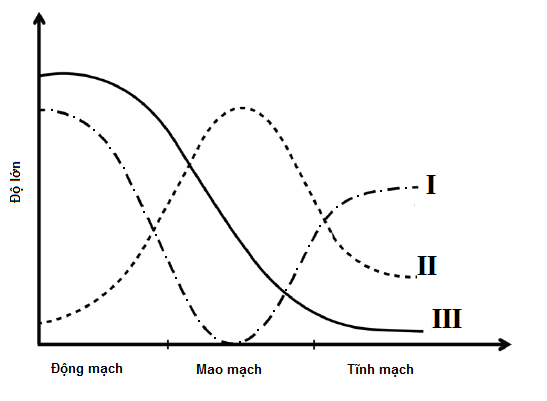 Độ lớn
I
II
III
Động mạch
Mao mạch
Tĩnh mạch